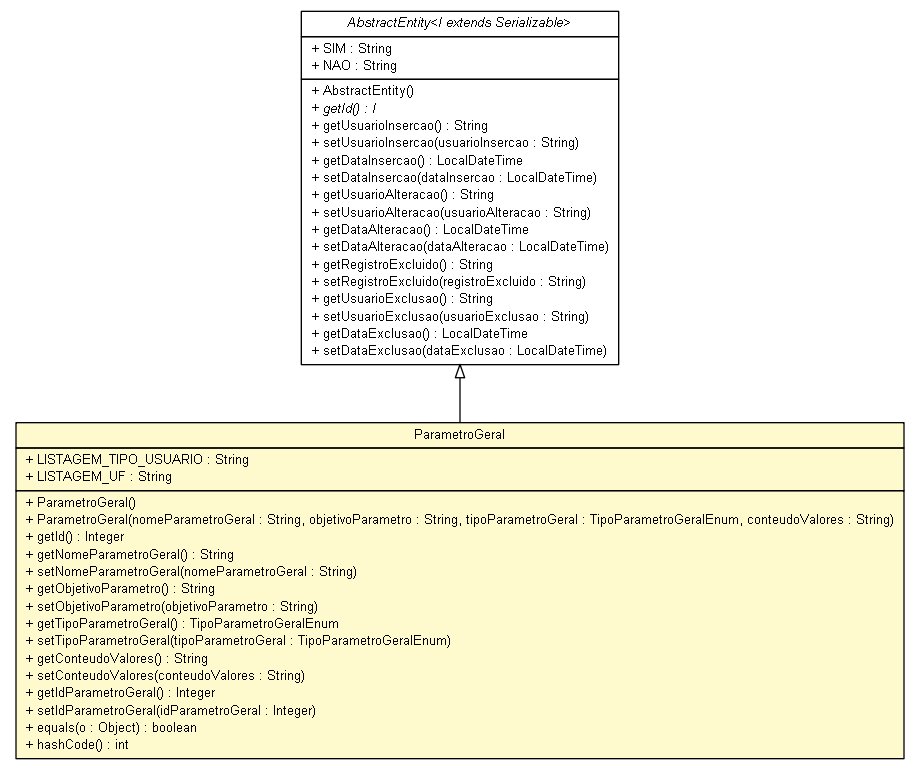 AbstractEntity<I extends Serializable>
+ SIM : String
+ NAO : String
+ AbstractEntity()
+ getId() : I
+ getUsuarioInsercao() : String
+ setUsuarioInsercao(usuarioInsercao : String)
+ getDataInsercao() : LocalDateTime
+ setDataInsercao(dataInsercao : LocalDateTime)
+ getUsuarioAlteracao() : String
+ setUsuarioAlteracao(usuarioAlteracao : String)
+ getDataAlteracao() : LocalDateTime
+ setDataAlteracao(dataAlteracao : LocalDateTime)
+ getRegistroExcluido() : String
+ setRegistroExcluido(registroExcluido : String)
+ getUsuarioExclusao() : String
+ setUsuarioExclusao(usuarioExclusao : String)
+ getDataExclusao() : LocalDateTime
+ setDataExclusao(dataExclusao : LocalDateTime)
ParametroGeral
+ LISTAGEM_TIPO_USUARIO : String
+ LISTAGEM_UF : String
+ ParametroGeral()
+ ParametroGeral(nomeParametroGeral : String, objetivoParametro : String, tipoParametroGeral : TipoParametroGeralEnum, conteudoValores : String)
+ getId() : Integer
+ getNomeParametroGeral() : String
+ setNomeParametroGeral(nomeParametroGeral : String)
+ getObjetivoParametro() : String
+ setObjetivoParametro(objetivoParametro : String)
+ getTipoParametroGeral() : TipoParametroGeralEnum
+ setTipoParametroGeral(tipoParametroGeral : TipoParametroGeralEnum)
+ getConteudoValores() : String
+ setConteudoValores(conteudoValores : String)
+ getIdParametroGeral() : Integer
+ setIdParametroGeral(idParametroGeral : Integer)
+ equals(o : Object) : boolean
+ hashCode() : int